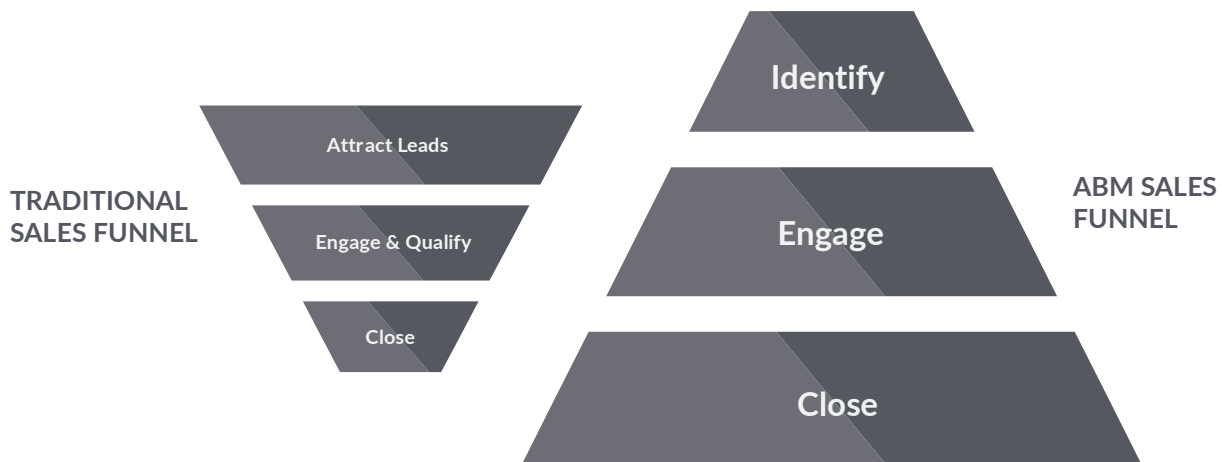 TRADITIONAL
SALES FUNNEL
Attract Leads
Engage & Qualify
Close
Identify
Engage
Close
ABM SALES
FUNNEL